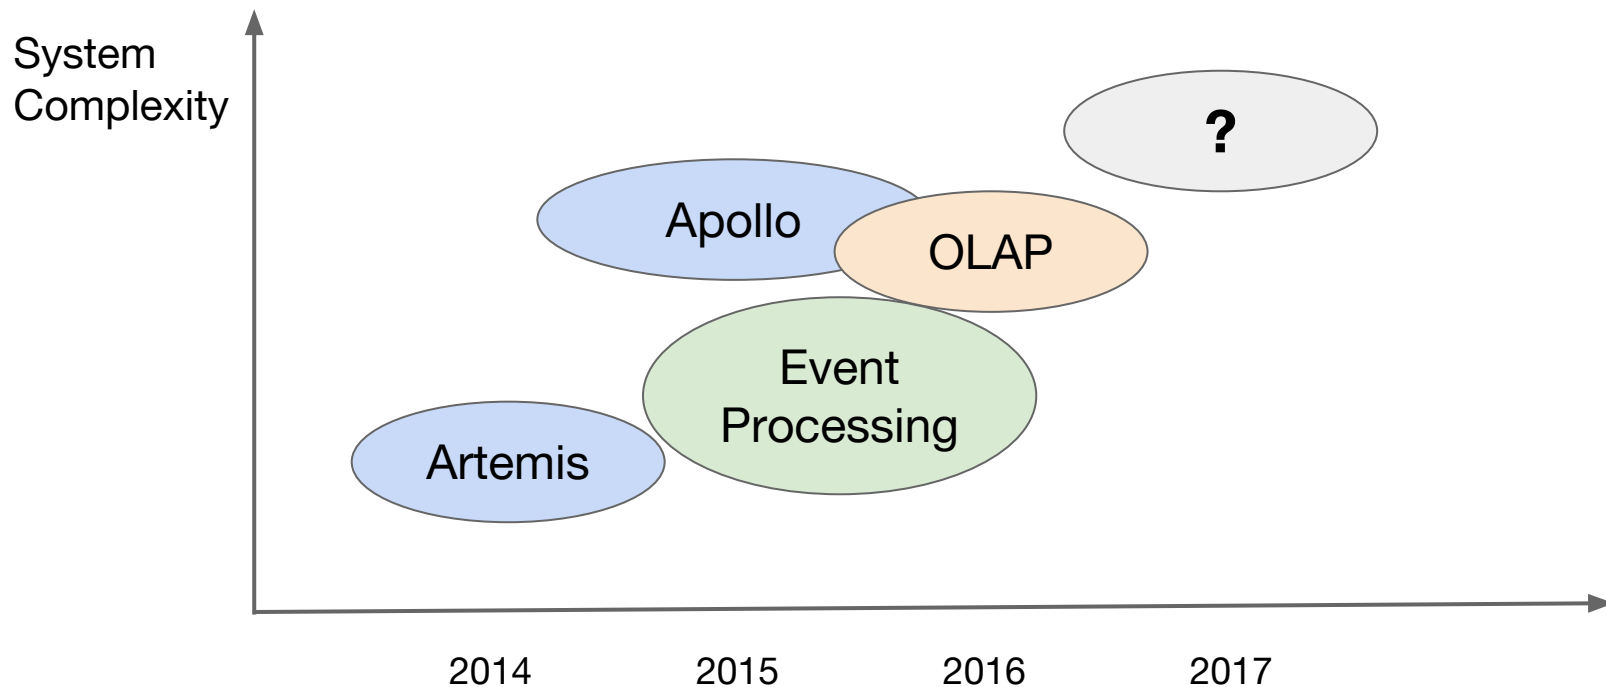 System
Complexity
?
Apollo
OLAP
Event
Processing
Artemis
2014
2015
2016
2017